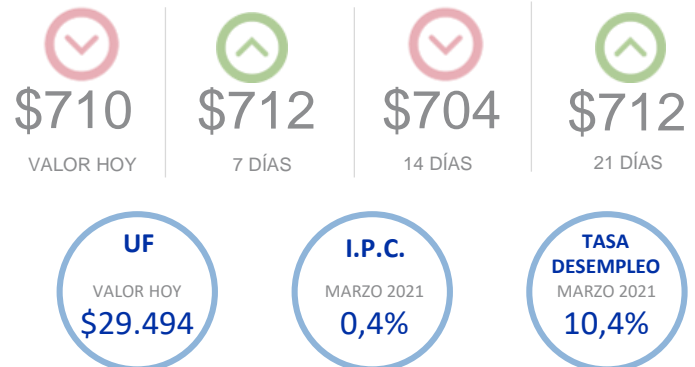 $710
VALOR HOY
$712
7 DÍAS
$704
14 DÍAS
$712
21 DÍAS
UF
VALOR HOY
$29.494
I.P.C.
MARZO 2021
0,4%
TASA
DESEMPLEO
MARZO 2021
10,4%